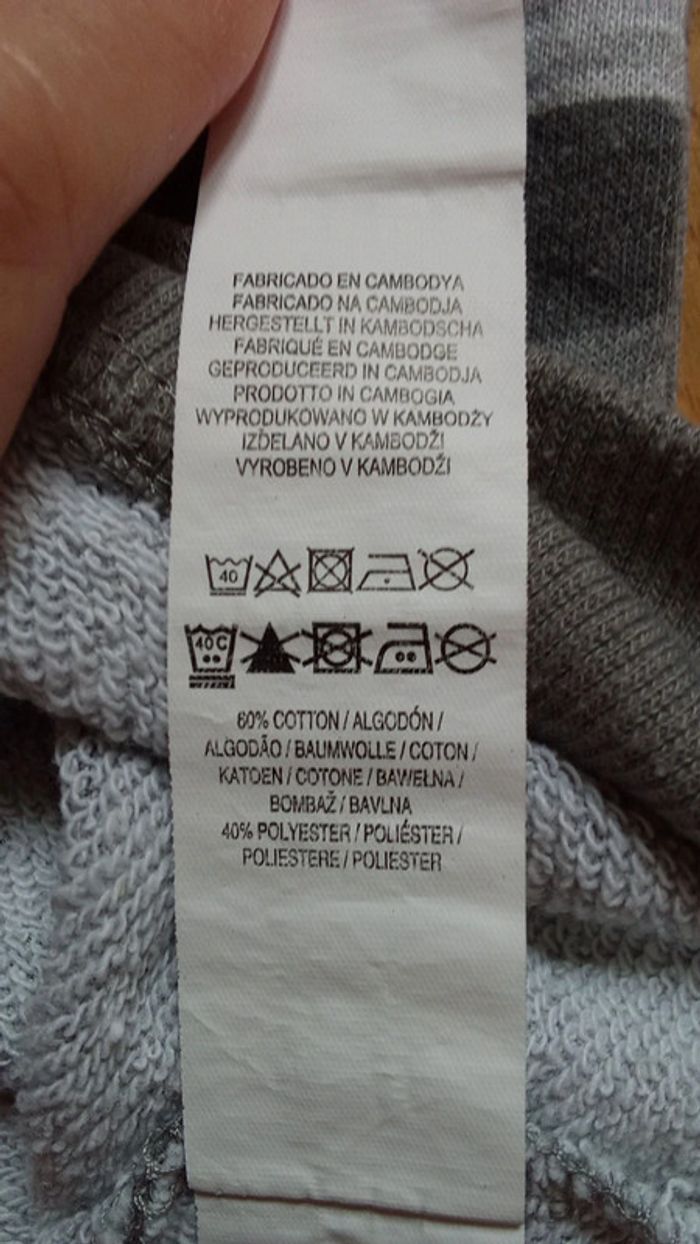 FABRICADO EN CAMBODYA
FABRICADO NA CAMBODJA
HERGESTELLT IN KAMBODSCHA
FABRIQUÉ EN CAMBODGE
GEPRODUCEERD IN CAMBODJA
PRODOTTO IN CAMBOGIA
WYPRODUKOWANO W KAMBODŻY
IZDELANO V KAMBODŽI
VYROBENO V KAMBODŽI
40
40 C
60% COTTON / ALGODÓN /
ALGODÃO / BAUMWOLLE / COTON /
KATOEN / COTONE / BAWEŁNA /
BOMBAŽ / BAVLNA
40% POLYESTER / POLIÉSTER /
POLIESTERE / POLIESTER